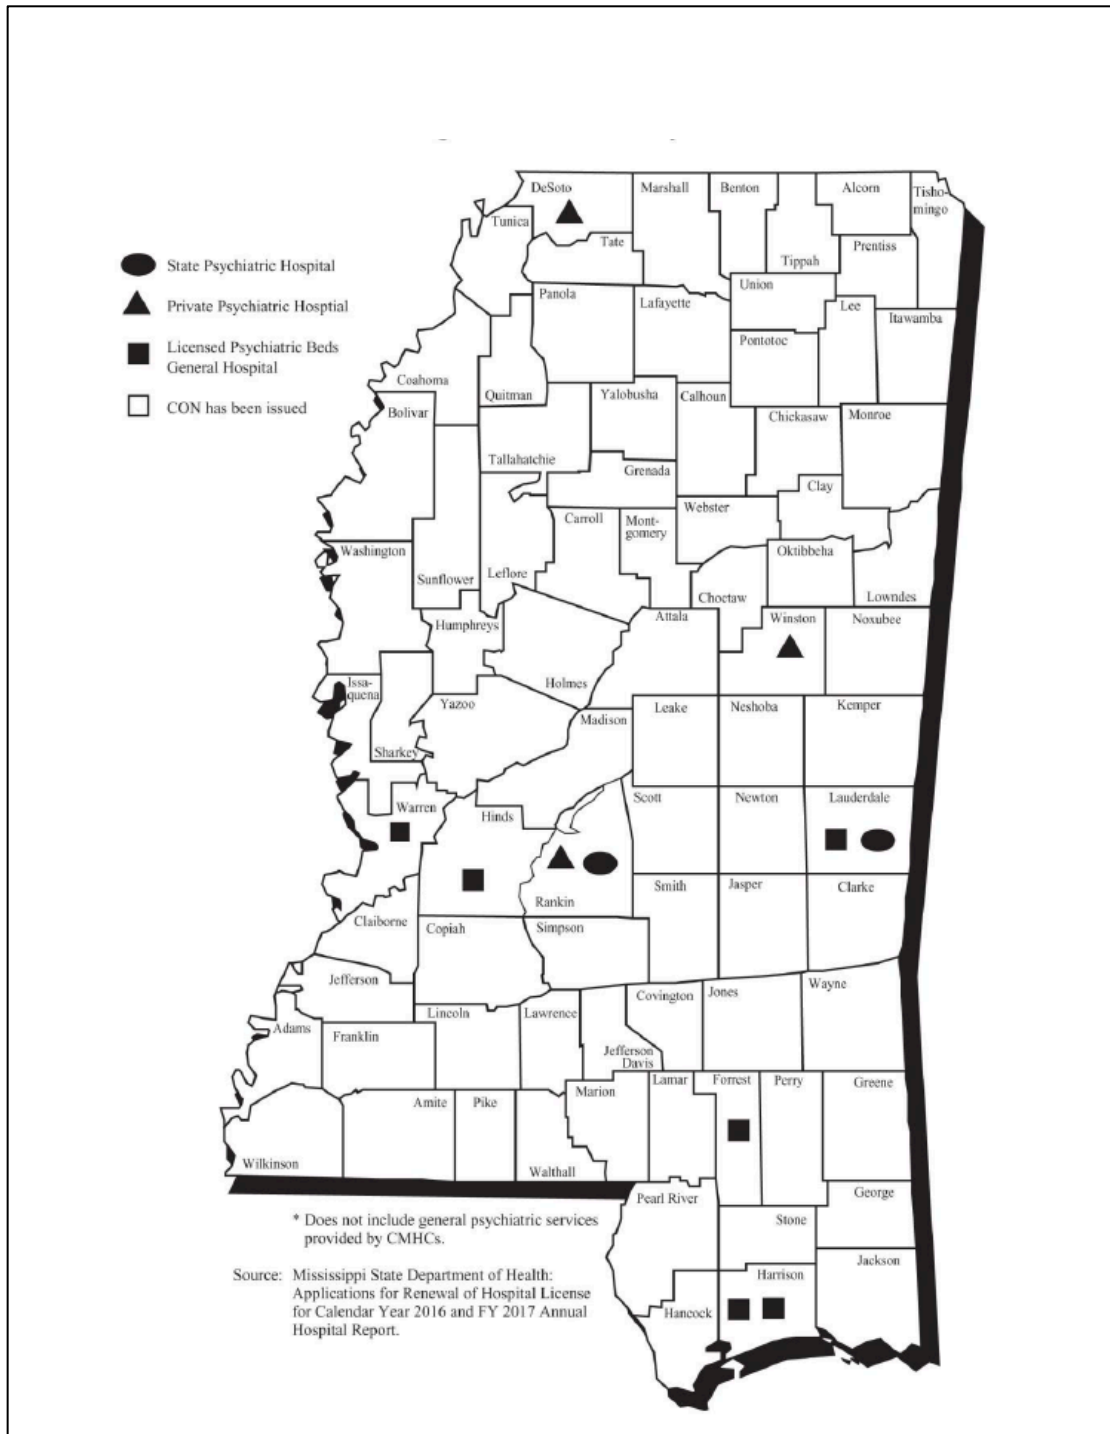 DeSoto
Marshall
Benton
Alcorn
Tisho-
mingo
Tunica
Tate
Tippah
Prentiss
State Psychiatric Hospital
Private Psychiatric Hosptial
Licensed Psychiatric Beds
General Hospital
CON has been issued
Panola
Lafayette
Union
Lee
Itawamba
Pontotoc
Coahoma
Quitman
Yalobusha
Calhoun
Bolivar
Chickasaw
Monroe
Tallahatchie
Grenada
Clay
Webster
Carroll
Mont-
gomery
Washington
Oktibbeha
Sunflower
Leflore
Choctaw
Lowndes
Humphreys
Attala
Winston
Noxubee
Issa-
quena
Holmes
Yazoo
Madison
Leake
Neshoba
Kemper
Sharkey
Warren
Hinds
Scott
Newton
Lauderdale
Rankin
Smith
Jasper
Clarke
Claiborne
Copiah
Simpson
Jefferson
Covington
Jones
Wayne
Lincoln
Lawrence
Adams
Franklin
Jefferson
Davis
Marion
Lamar
Forrest
Perry
Greene
Amite
Pike
Wilkinson
Walthall
Pearl River
George
Stone
* Does not include general psychiatric services
provided by CMHCs.
Jackson
Harrison
Hancock
Source: Mississippi State Department of Health:
Applications for Renewal of Hospital License
for Calendar Year 2016 and FY 2017 Annual
Hospital Report.